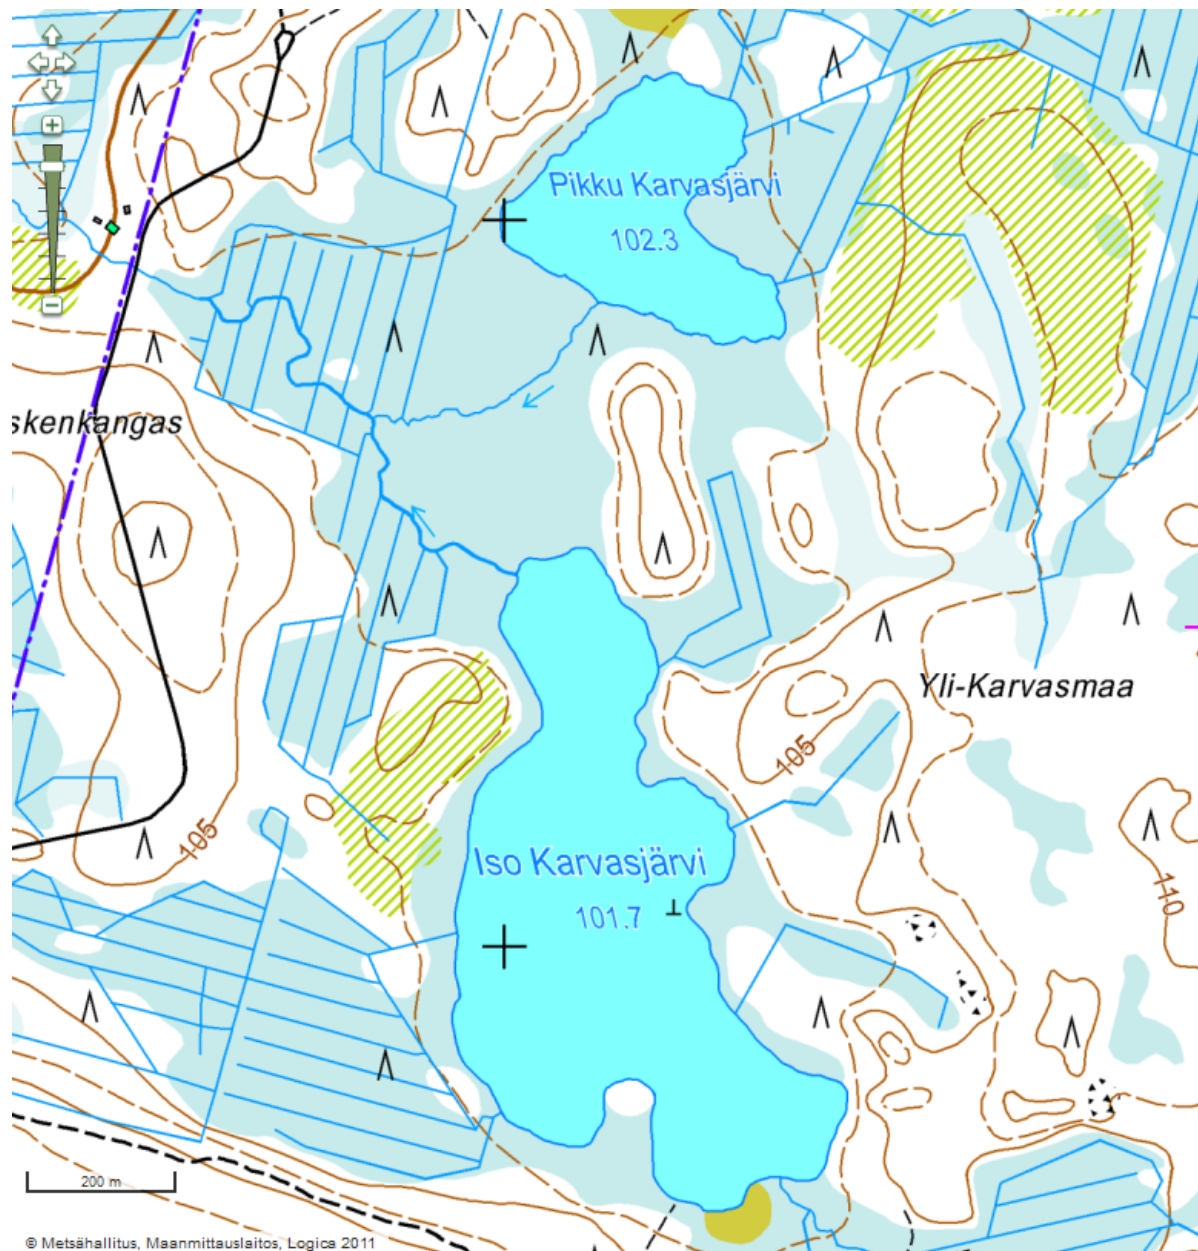 Pikku Karvasjärvi
102.3
skenkangas
Yli-Karvasmaa
105
105
Iso Karvasjärvi
101.7
110
200 m
© Metsähallitus, Maanmittauslaitos, Logica 2011